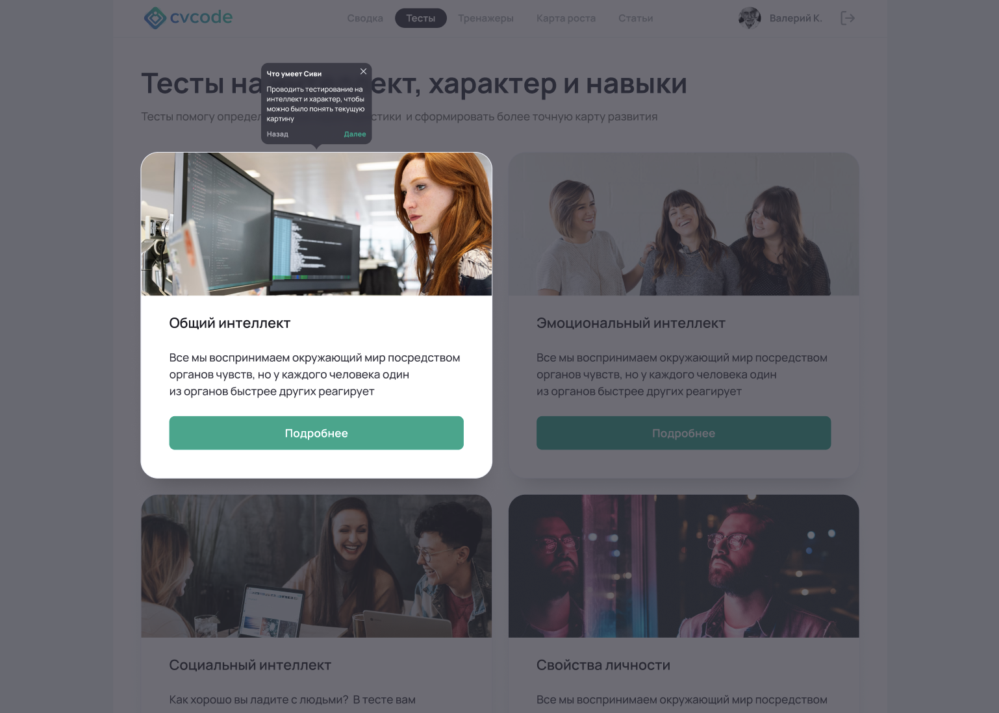 cvcode
Сводка
Тесты
Тренажеры
Карта роста
Статьи
Валерий К.
Тесты на
ект, характер и навыки
Тесты помогу определ
стики и сформировать более точную карту развития
Что умеет Сиви
Проводить тестирование на
интеллект и характер, чтобы
можно было понять текущую
картину
Назад
Далее
Общий интеллект
Все мы воспринимаем окружающий мир посредством
органов чувств, но у каждого человека один
из органов быстрее других реагирует
Подробнее
Эмоциональный интеллект
Все мы воспринимаем окружающий мир посредством
органов чувств, но у каждого человека один
из органов быстрее других реагирует
Подробнее
Социальный интеллект
Как хорошо вы ладите с людьми? В тесте вам
Свойства личности
Все мы воспринимаем окружающий мир посредством